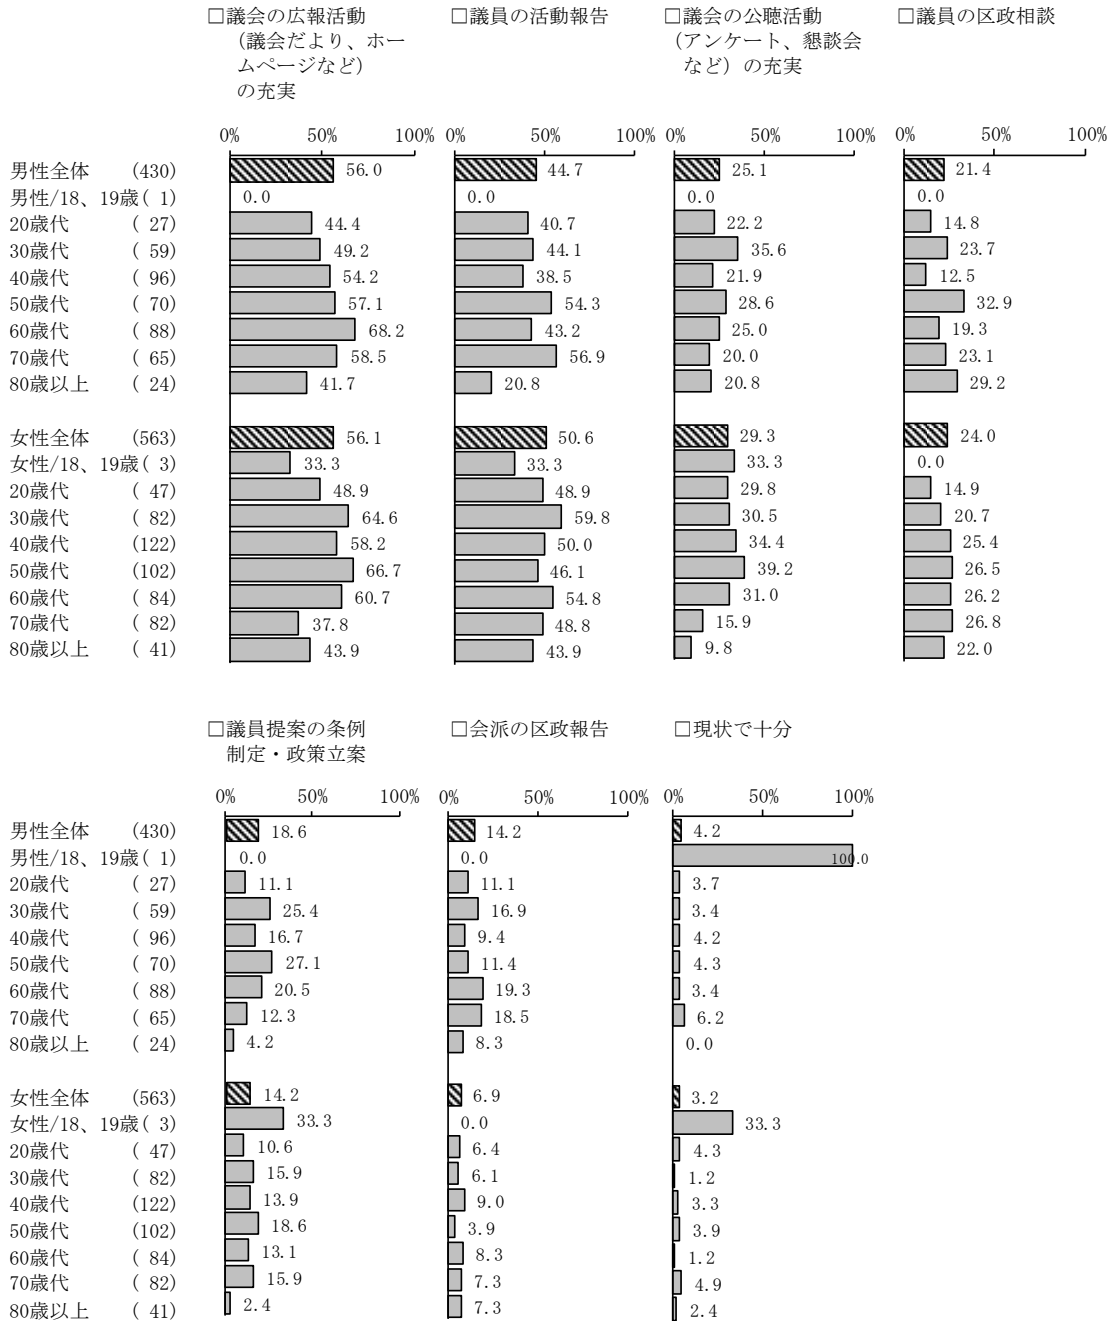 □議会の広報活動
(議会だより、ホー
ムページなど)
の充実
□議員の活動報告
□議会の公聴活動
(アンケート、懇談会
など) の充実
□議員の区政相談
0% 50% 100% 0% 50% 100% 0% 50% 100% 0% 50% 100%
男性全体 (430) 56.0 44.7 25.1 21.4
男性/18、19歳( 1) 0.0 0.0 0.0 0.0
20歳代 ( 27) 44.4 40.7 22.2 14.8
30歳代 ( 59) 49.2 44.1 35.6 23.7
40歳代 ( 96) 54.2 38.5 21.9 12.5
50歳代 ( 70) 57.1 54.3 28.6 32.9
60歳代 ( 88) 68.2 43.2 25.0 19.3
70歳代 ( 65) 58.5 56.9 20.0 23.1
80歳以上 ( 24) 41.7 20.8 20.8 29.2
女性全体 (563) 56.1 50.6 29.3 24.0
女性/18、19歳( 3) 33.3 33.3 33.3 0.0
20歳代 ( 47) 48.9 48.9 29.8 14.9
30歳代 ( 82) 64.6 59.8 30.5 20.7
40歳代 (122) 58.2 50.0 34.4 25.4
50歳代 (102) 66.7 46.1 39.2 26.5
60歳代 ( 84) 60.7 54.8 31.0 26.2
70歳代 ( 82) 37.8 48.8 15.9 26.8
80歳以上 ( 41) 43.9 43.9 9.8 22.0
□議員提案の条例
制定・政策立案
□会派の区政報告
□現状で十分
0% 50% 100% 0% 50% 100% 0% 50% 100%
男性全体 (430) 18.6 14.2 4.2
男性/18、19歳( 1) 0.0 0.0 100.0
20歳代 ( 27) 11.1 11.1 3.7
30歳代 ( 59) 25.4 16.9 3.4
40歳代 ( 96) 16.7 9.4 4.2
50歳代 ( 70) 27.1 11.4 4.3
60歳代 ( 88) 20.5 19.3 3.4
70歳代 ( 65) 12.3 18.5 6.2
80歳以上 ( 24) 4.2 8.3 0.0
女性全体 (563) 14.2 6.9 3.2
女性/18、19歳( 3) 33.3 0.0 33.3
20歳代 ( 47) 10.6 6.4 4.3
30歳代 ( 82) 15.9 6.1 1.2
40歳代 (122) 13.9 9.0 3.3
50歳代 (102) 18.6 3.9 3.9
60歳代 ( 84) 13.1 8.3 1.2
70歳代 ( 82) 15.9 7.3 4.9
80歳以上 ( 41) 2.4 7.3 2.4